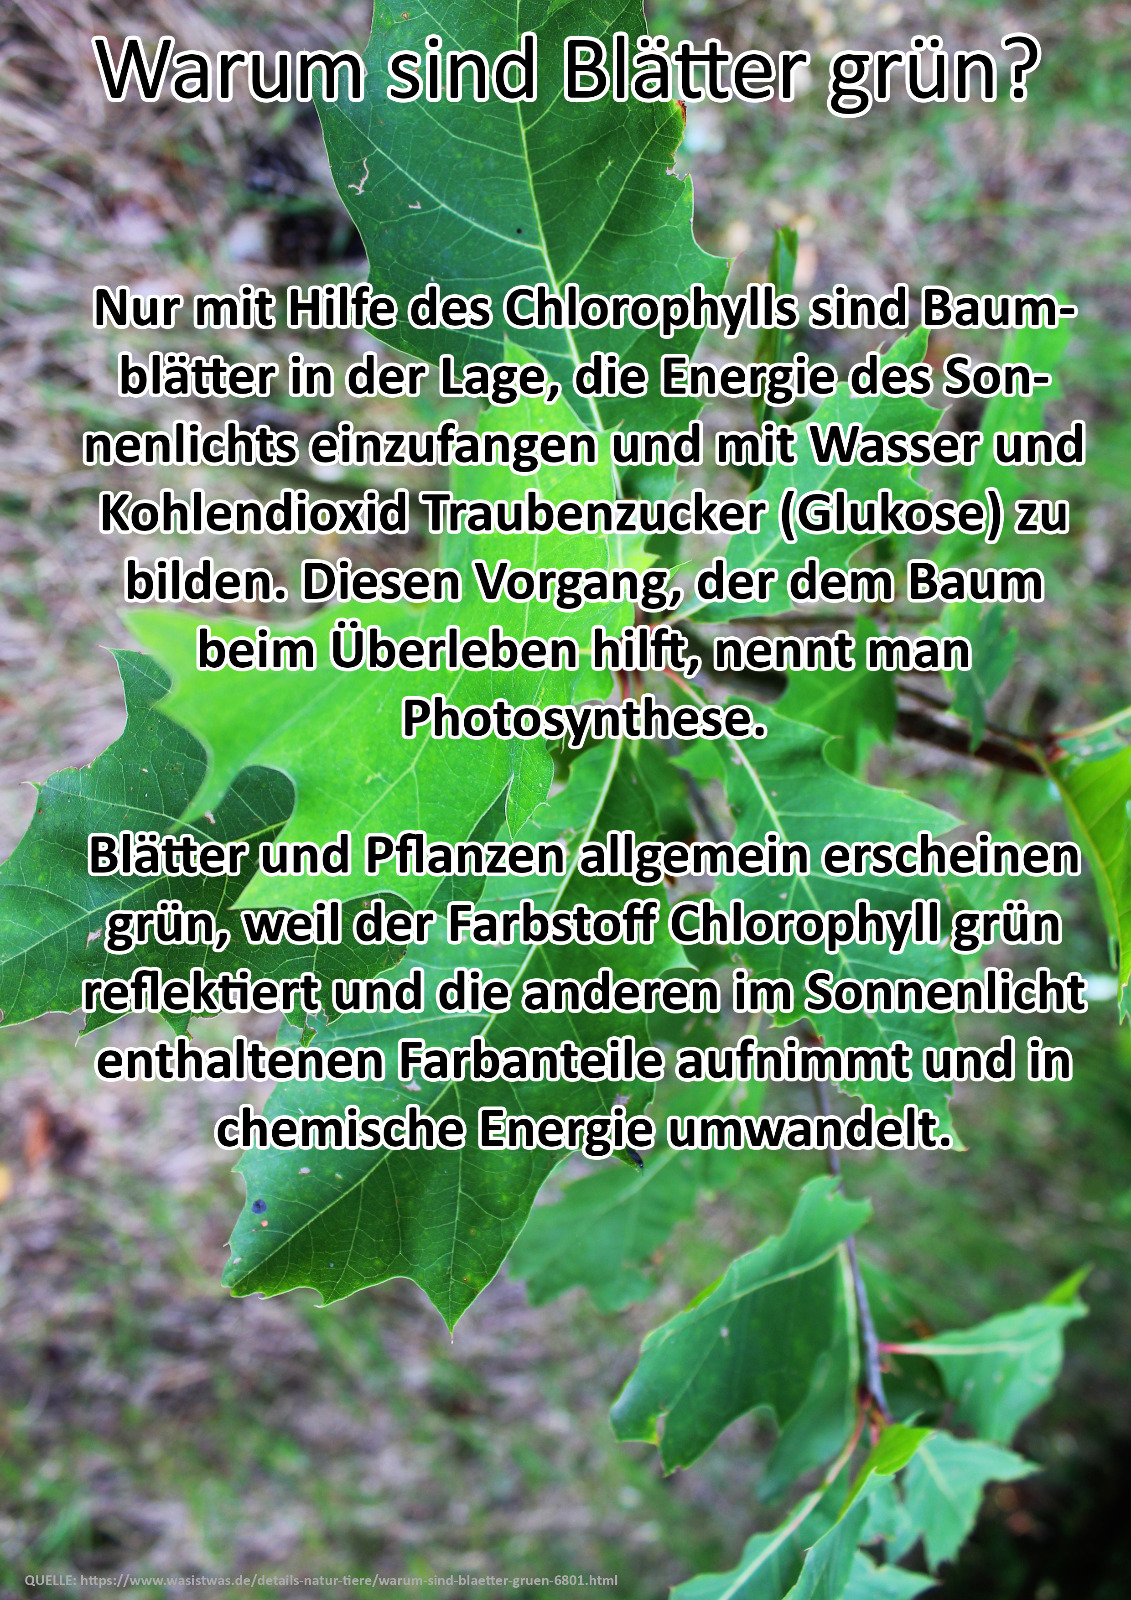 Warum sind Blätter grün?
Nur mit Hilfe des Chlorophylls sind Baum-
blätter in der Lage, die Energie des Son-
nenlichts einzufangen und mit Wasser und
Kohlendioxid Traubenzucker (Glukose) zu
bilden. Diesen Vorgang, der dem Baum
beim Überleben hilft, nennt man
Photosynthese.
Blätter und Pflanzen allgemein erscheinen
grün, weil der Farbstoff Chlorophyll grün
reflektiert und die anderen im Sonnenlicht
enthaltenen Farbanteile aufnimmt und in
chemische Energie umwandelt.
QUELLE: https://www.wasistwas.de/details-natur-tiere/warum-sind-blaetter-gruen-6801.html